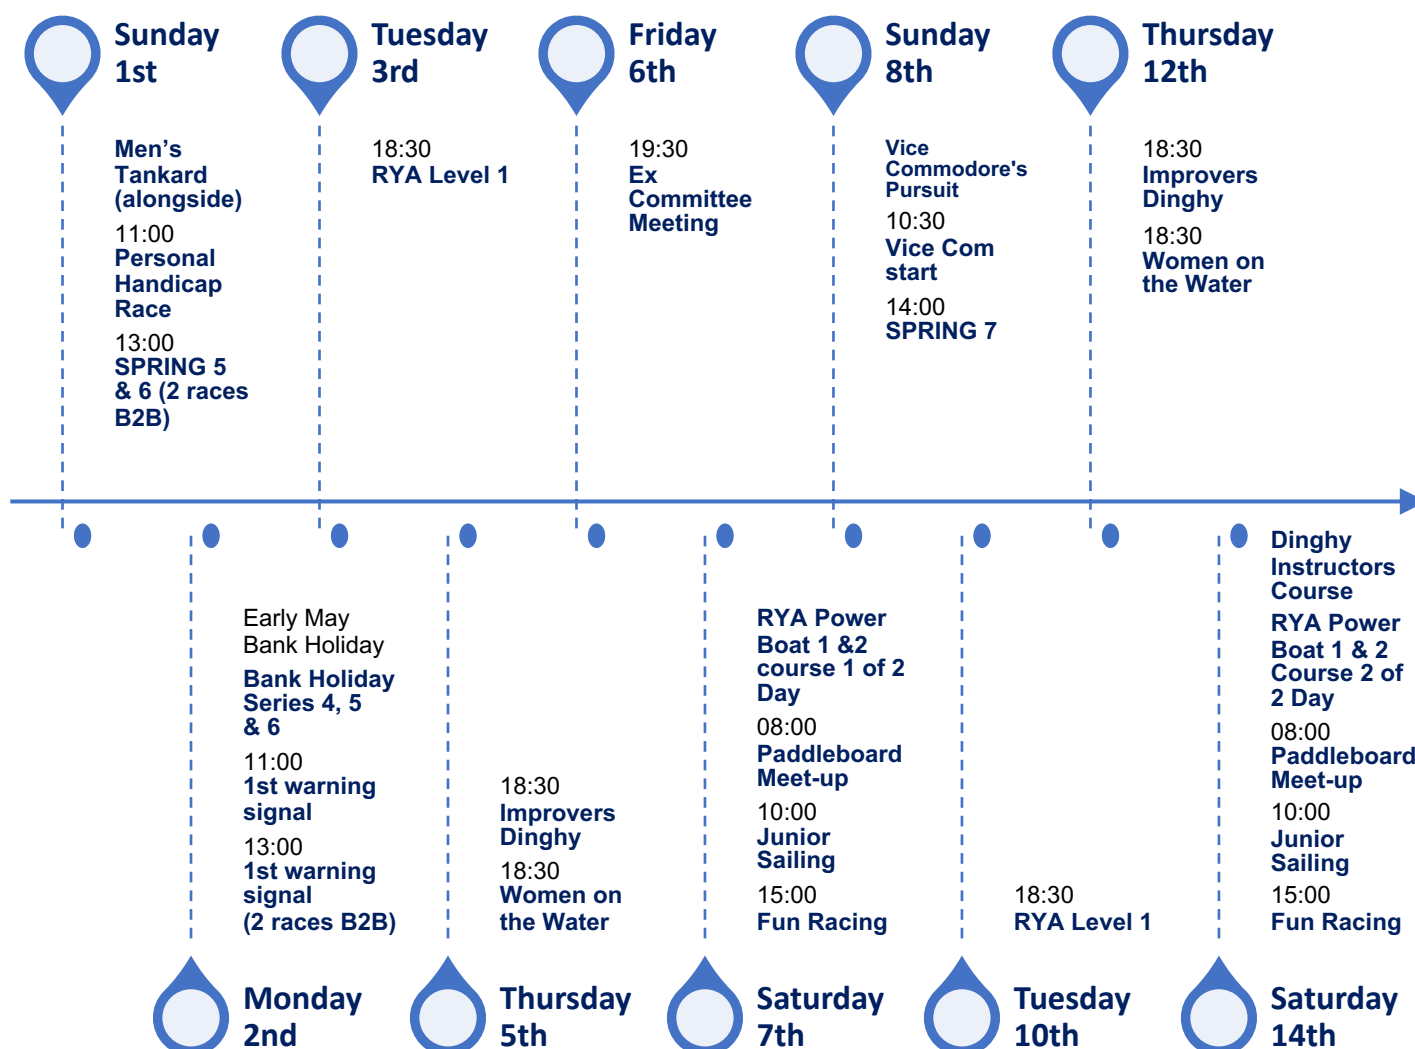 Sunday
1st
Men’s
Tankard
(alongside)
11:00
Personal
Handicap
Race
13:00
SPRING 5
& 6 (2 races
B2B)
Tuesday
3rd
18:30
RYA Level 1
Friday
6th
19:30
Ex
Committee
Meeting
Sunday
8th
Vice
Commodore's
Pursuit
10:30
Vice Com
start
14:00
SPRING 7
Thursday
12th
18:30
Improvers
Dinghy
18:30
Women on
the Water
Early May
Bank Holiday
Bank Holiday
Series 4, 5
& 6
11:00
1st warning
signal
13:00
1st warning
signal
(2 races B2B)
Monday
2nd
18:30
Improvers
Dinghy
18:30
Women on
the Water
Thursday
5th
RYA Power
Boat 1 &2
course 1 of 2
Day
08:00
Paddleboard
Meet-up
10:00
Junior
Sailing
15:00
Fun Racing
Saturday
7th
18:30
RYA Level 1
Tuesday
10th
Dinghy
Instructors
Course
RYA Power
Boat 1 & 2
Course 2 of
2 Day
08:00
Paddleboard
Meet-up
10:00
Junior
Sailing
15:00
Fun Racing
Saturday
14th